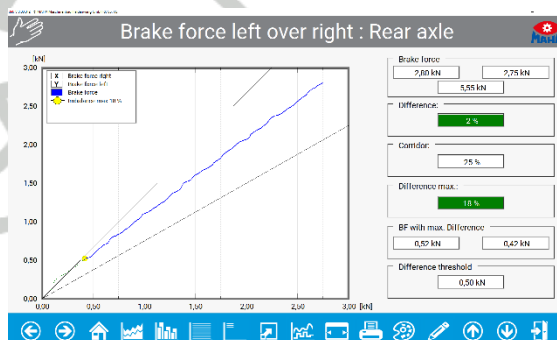 Brake force left over right : Rear axle
MAHA
[kN]
3,00
2,50
2,00
1,50
1,00
0,50
0,00
X Brake force right
Y Brake force left
Brake force
Imbalance max 18 %
0,00 0,50 1,00 1,50 2,00 2,50 3,00 [kN]
Brake force
2,80 kN 2,75 kN
5,55 kN
Difference:
2 %
Corridor:
25 %
Difference max.:
18 %
BF with max. Difference
0,52 kN 0,42 kN
Difference threshold
0,50 kN